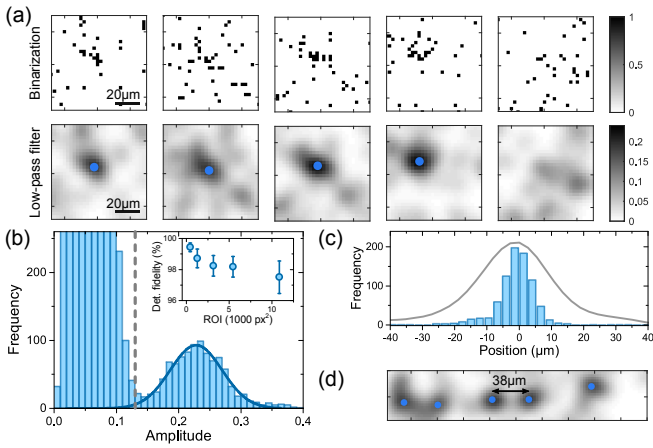 (a)
Binarization
20µm
1
0.5
0
Low-pass filter
20µm
0,2
0,15
0,1
0,05
0
(b)
Frequency
200
100
0
0.0 0.1 0.2 0.3 0.4
Amplitude
Det. fidelity (%)
100
98
96
94
0 5 10
ROI (1000 px²)
(c)
Frequency
200
100
0
-40 -30 -20 -10 0 10 20 30 40
Position (µm)
(d)
38µm